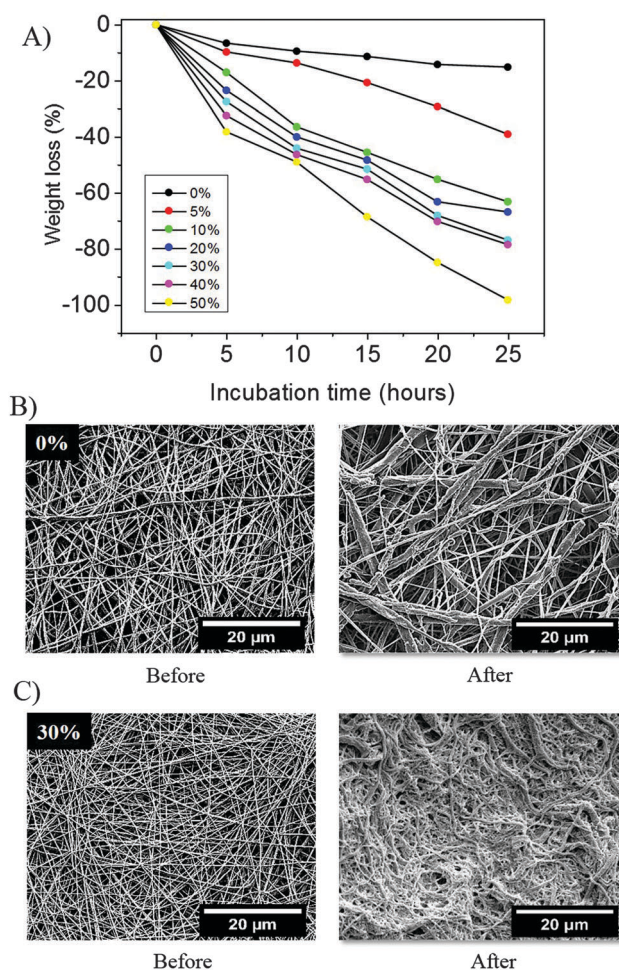 A)
Weight loss (%)
-0
-20
-40
-60
-80
-100
0%
5%
10%
20%
30%
40%
50%
0 5 10 15 20 25
Incubation time (hours)
B)
0%
20 µm
20 µm
Before After
C)
30%
20 µm
20 µm
Before After